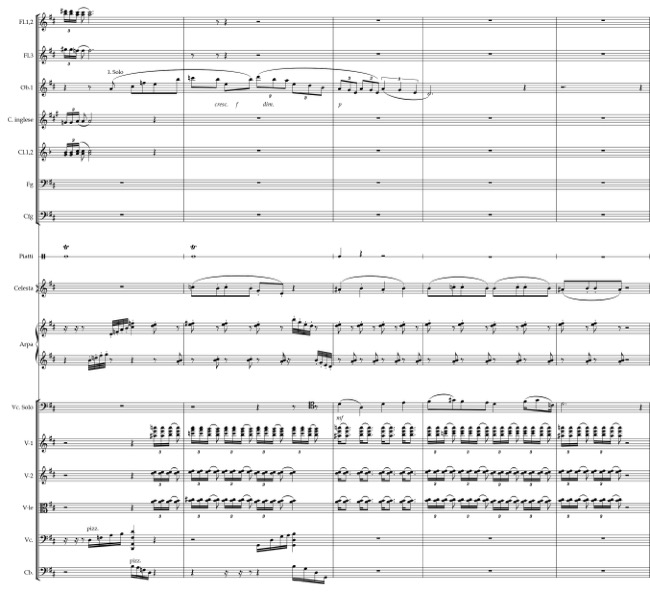 Fl.1,2
Fl.3
1.Solo
Ob.1
cresc. f dim. p
C. inglese
Cl.1,2
Fg
Cfg
Piatti
Celesta
Arpa
Vc. Solo
mf
V-1
V-2
V-le
pizz.
Vc.
pizz.
Cb.